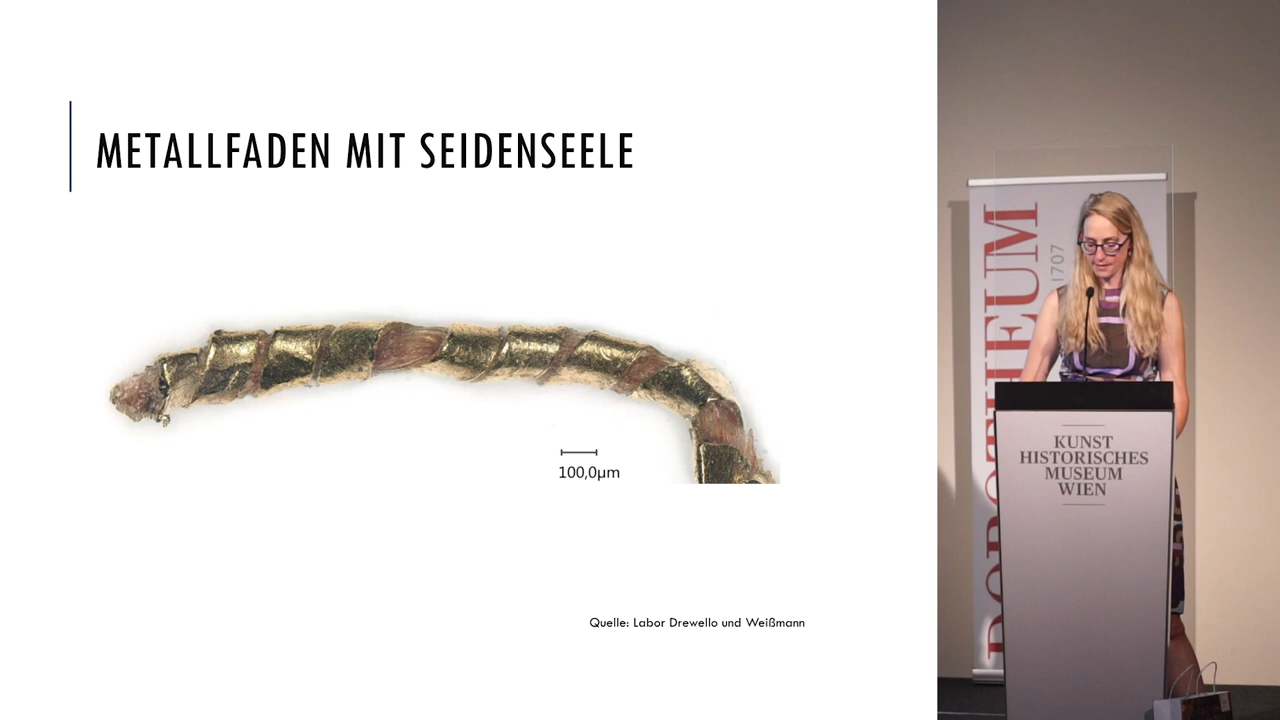 METALLFADEN MIT SEIDENSEELE
100,0µm
Quelle: Labor Drewello und Weißmann
DOROTHEUM
1707
KUNST
HISTORISCHES
MUSEUM
WIEN